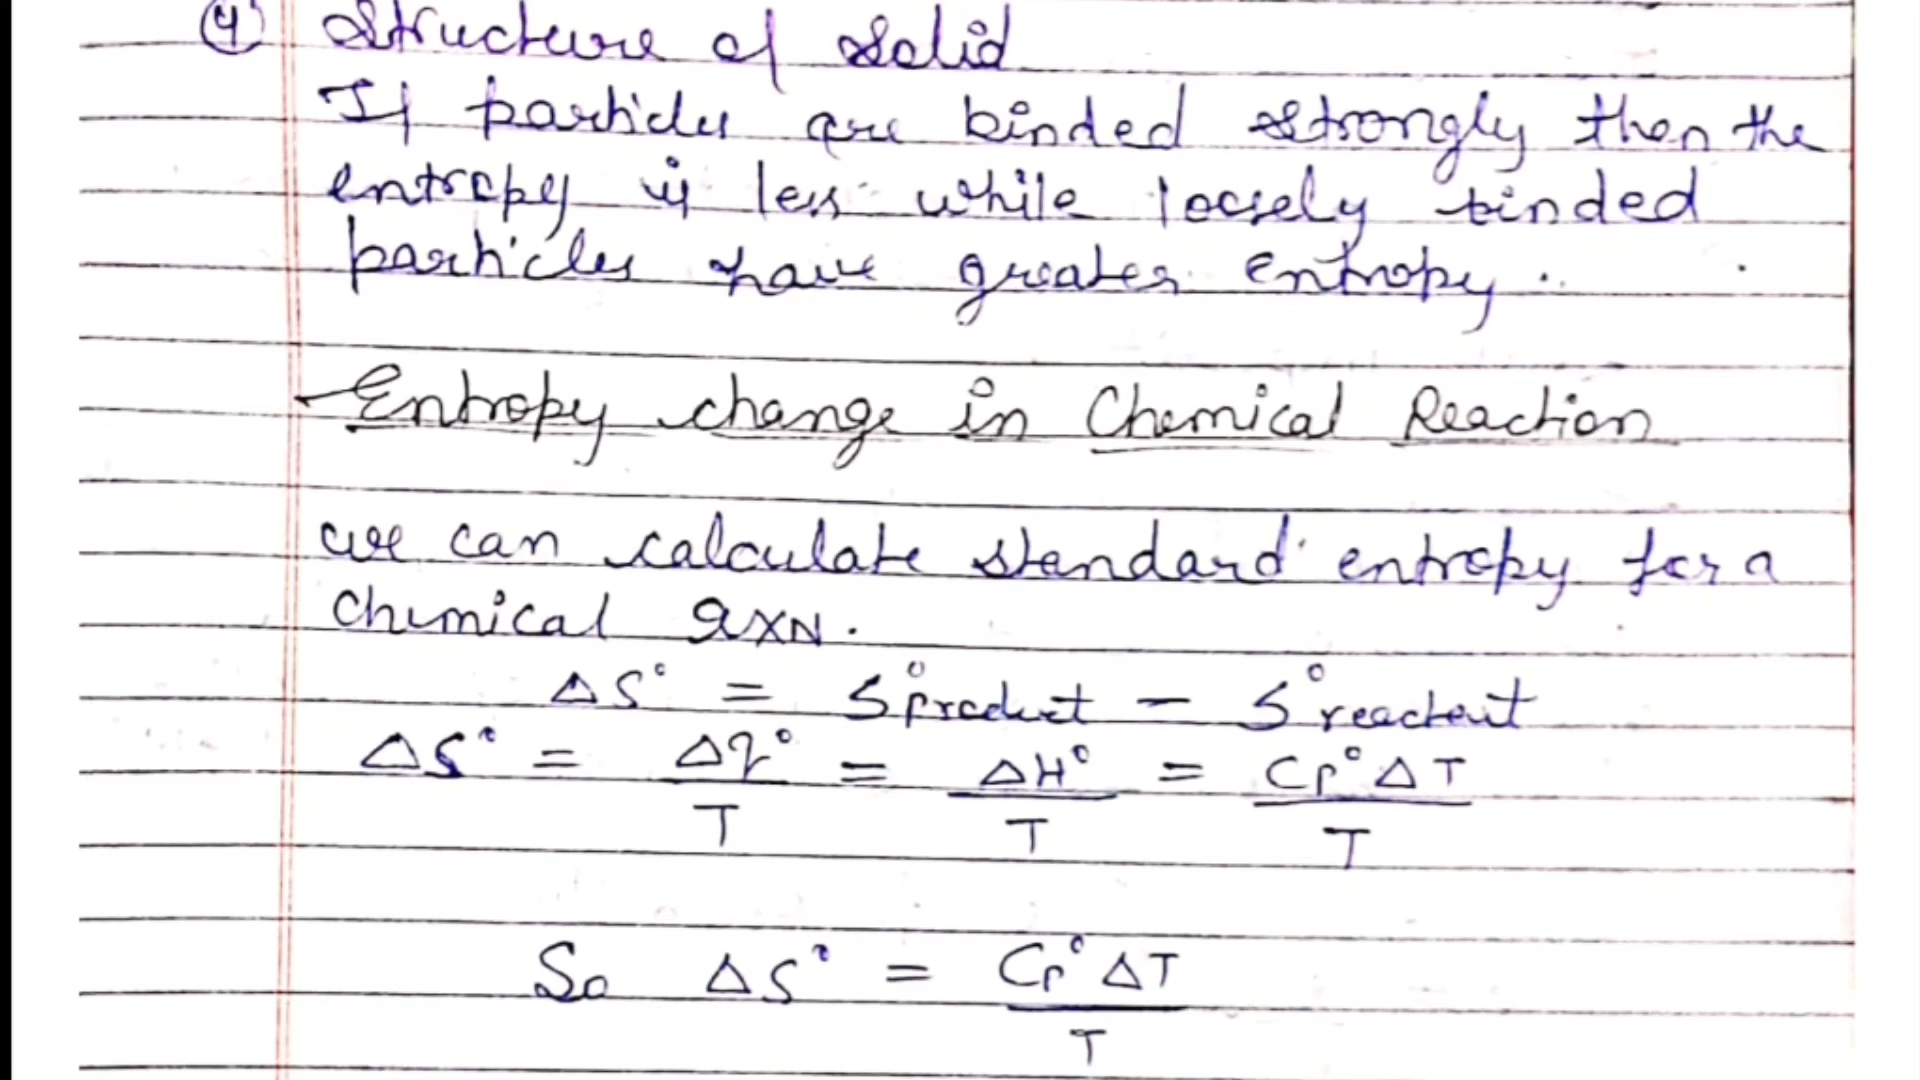 ④ Structure of Solid
If particles are binded strongly then the
entropy is less while loosely binded
particles have greater entropy.
Entropy change in Chemical Reaction
we can calculate standard entropy for a
chemical rXN.
ΔS° = S°product - S°reactent
ΔS° = Δq°/T = ΔH°/T = Cp°ΔT/T
So ΔS° = Cp°ΔT/T